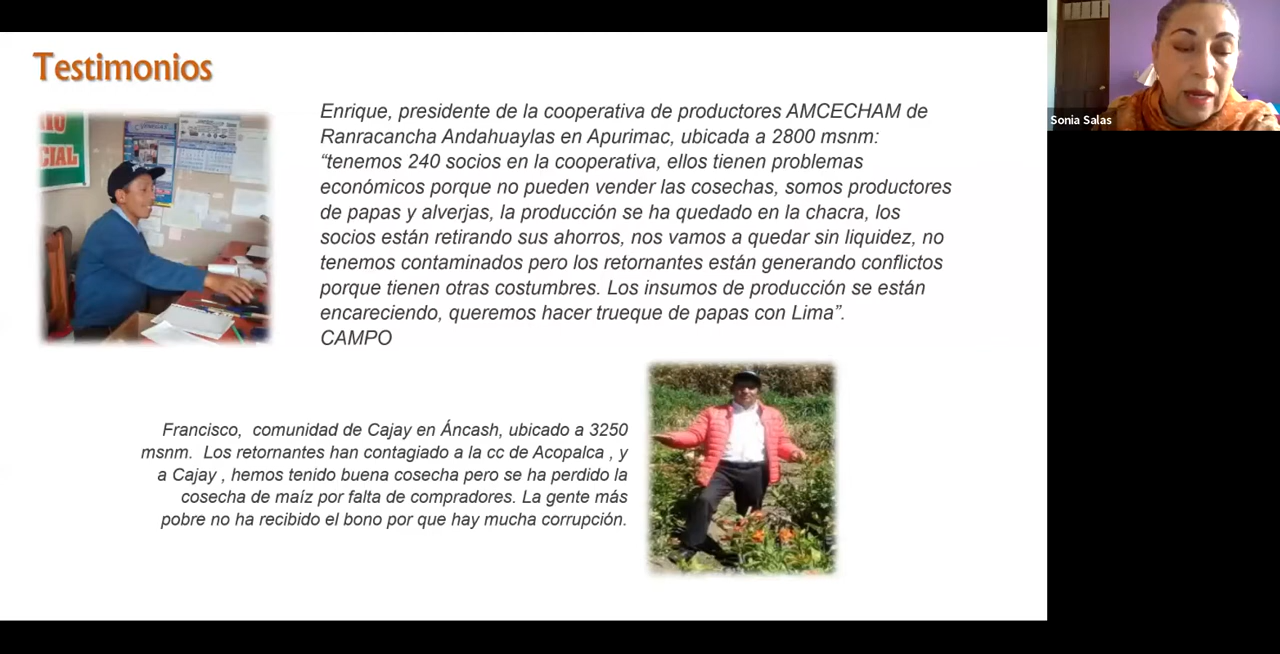 Testimonios
Enrique, presidente de la cooperativa de productores AMCECHAM de
Ranracancha Andahuaylas en Apurimac, ubicada a 2800 msnm:
“tenemos 240 socios en la cooperativa, ellos tienen problemas
económicos porque no pueden vender las cosechas, somos productores
de papas y alverjas, la producción se ha quedado en la chacra, los
socios están retirando sus ahorros, nos vamos a quedar sin liquidez, no
tenemos contaminados pero los retornantes están generando conflictos
porque tienen otras costumbres. Los insumos de producción se están
encareciendo, queremos hacer trueque de papas con Lima”.
CAMPO
Francisco, comunidad de Cajay en Áncash, ubicado a 3250
msnm. Los retornantes han contagiado a la cc de Acopalca , y
a Cajay , hemos tenido buena cosecha pero se ha perdido la
cosecha de maíz por falta de compradores. La gente más
pobre no ha recibido el bono por que hay mucha corrupción.
Sonia Salas